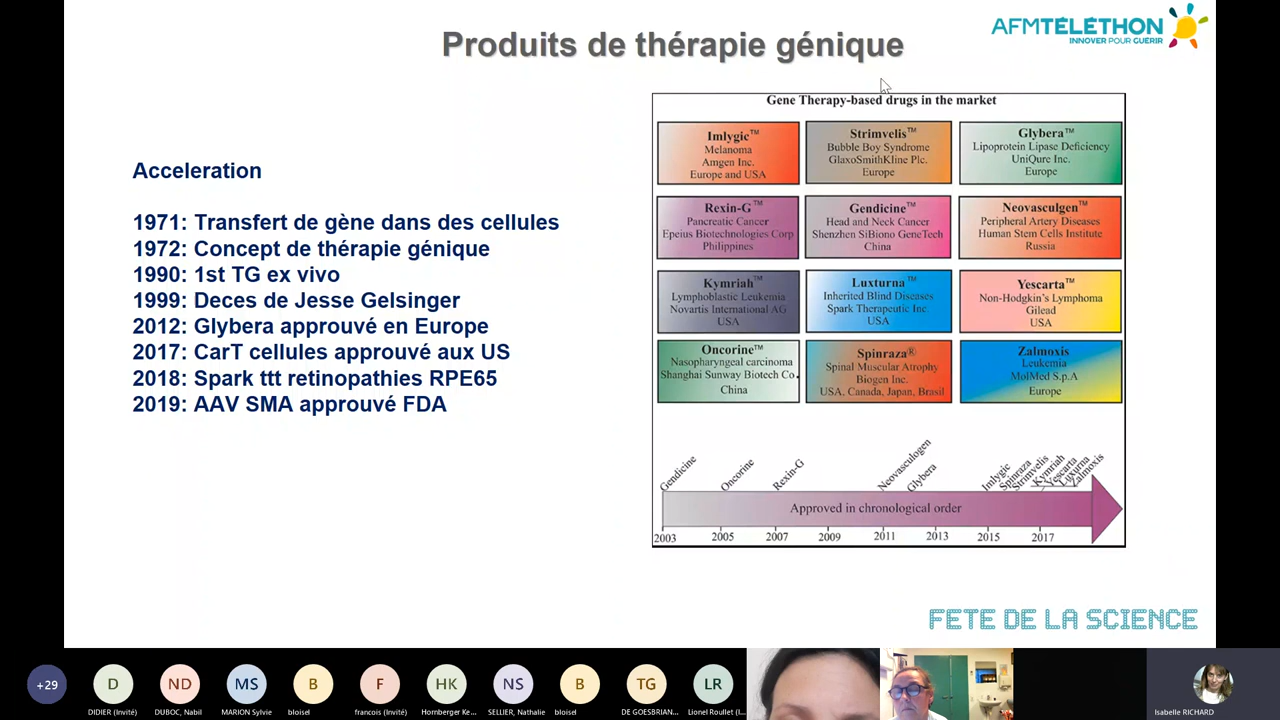 Produits de thérapie génique
AFMTÉLÉTHON
INNOVER POUR GUÉRIR
Acceleration
1971: Transfert de gène dans des cellules
1972: Concept de thérapie génique
1990: 1st TG ex vivo
1999: Deces de Jesse Gelsinger
2012: Glybera approuvé en Europe
2017: CarT cellules approuvé aux US
2018: Spark ttt retinopathies RPE65
2019: AAV SMA approuvé FDA
Gene Therapy-based drugs in the market
Imlygic™
Melanoma
Amgen Inc.
Europe and USA
Strimvelis™
Bubble Boy Syndrome
GlaxoSmithKline Plc.
Europe
Glybera™
Lipoprotein Lipase Deficiency
UniQure Inc.
Europe
Rexin-G™
Pancreatic Cancer
Epeius Biotechnologies Corp
Philippines
Gendicine™
Head and Neck Cancer
Shenzhen SiBiono GeneTech
China
Neovasculgen™
Peripheral Artery Diseases
Human Stem Cells Institute
Russia
Kymriah™
Lymphoblastic Leukemia
Novartis International AG
USA
Luxturna™
Inherited Blind Diseases
Spark Therapeutic Inc.
USA
Yescarta™
Non-Hodgkin's Lymphoma
Gilead
USA
Oncorine™
Nasopharyngeal carcinoma
Shanghai Sunway Biotech Co.
China
Spinraza®
Spinal Muscular Atrophy
Biogen Inc.
USA, Canada, Japan, Brasil
Zalmoxis
Leukemia
MolMed S.p.A
Europe
Gendicine
Oncorine
Rexin-G
Neovasculogen
Glybera
Imlygic
Spinraza
Strimvelis
Kymriah
Yescarta
Luxurna
Zalmoxis
Approved in chronological order
2003 2005 2007 2009 2011 2013 2015 2017
FETE DE LA SCIENCE
+29
D
ND
MS
B
F
HK
NS
B
TG
LR
DIDIER (Invité)
DUBOC, Nabil
MARION Sylvie
bloisel
francois (Invité)
Hornberger Ke...
SELLIER, Nathalie
bloisel
DE GOESBRIAN...
Lionel Roullet (I...
Isabelle RICHARD